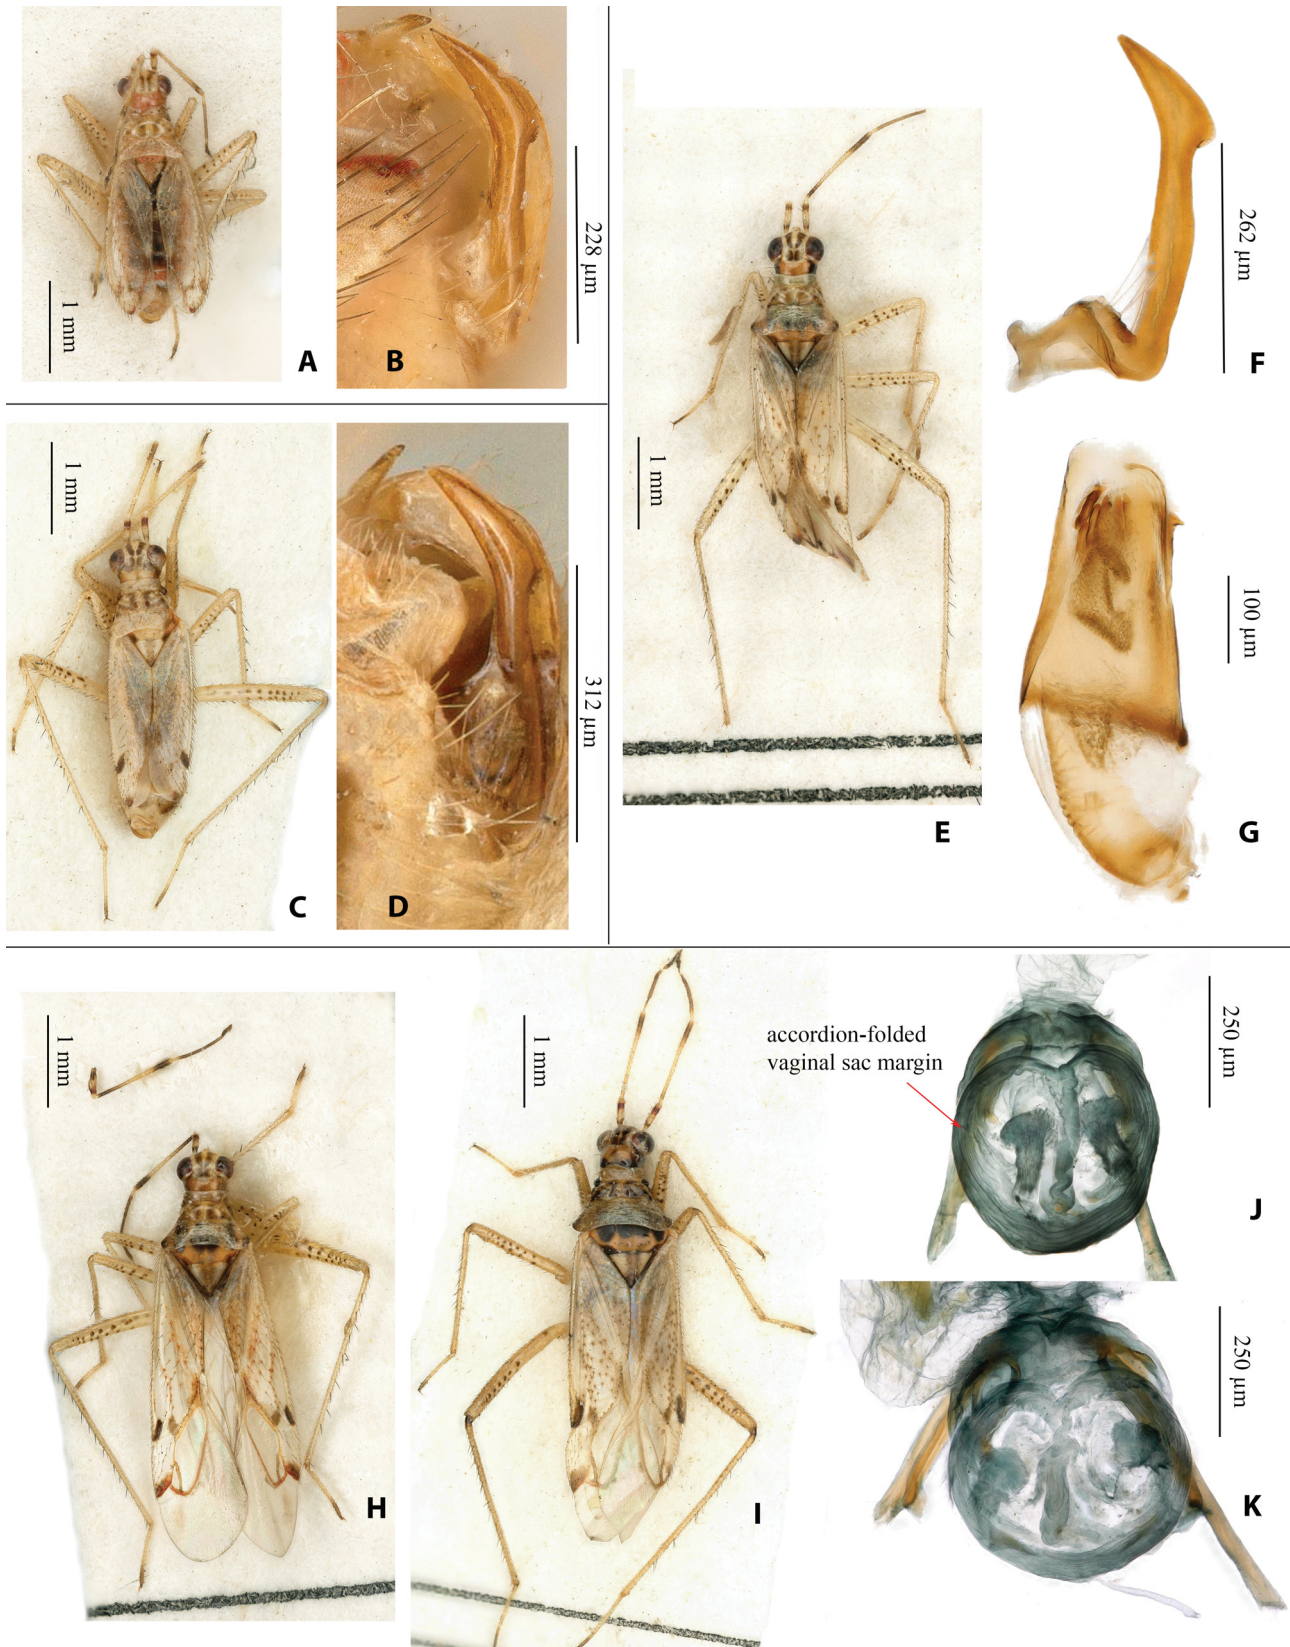 1 mm
A
B
228 µm
1 mm
C
D
312 µm
1 mm
E
262 µm
F
100 µm
G
1 mm
H
1 mm
I
accordion-folded
vaginal sac margin
250 µm
J
250 µm
K